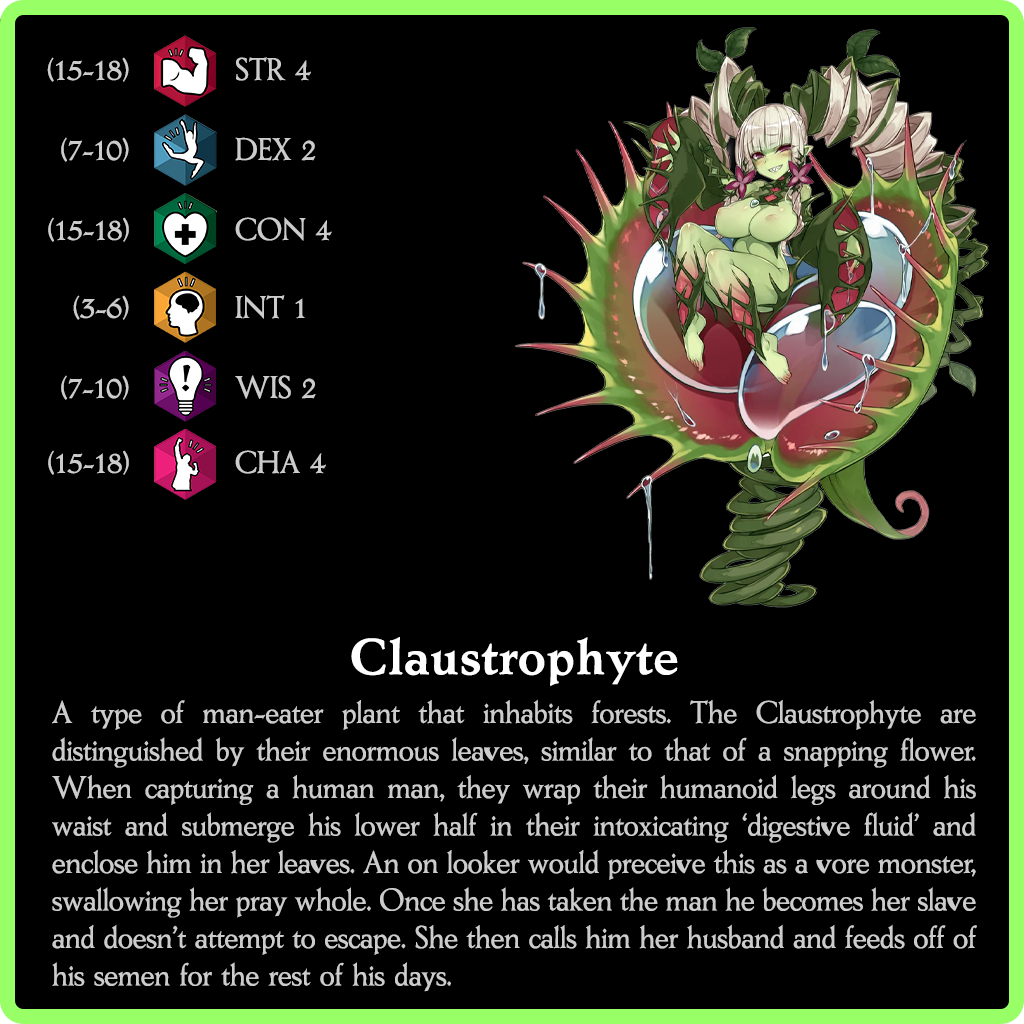 (15-18) STR 4
(7-10) DEX 2
(15-18) CON 4
(3-6) INT 1
(7-10) WIS 2
(15-18) CHA 4
Claustrophyte
A type of man-eater plant that inhabits forests. The Claustrophyte are
distinguished by their enormous leaves, similar to that of a snapping flower.
When capturing a human man, they wrap their humanoid legs around his
waist and submerge his lower half in their intoxicating ‘digestive fluid’ and
enclose him in her leaves. An on looker would preceive this as a vore monster,
swallowing her pray whole. Once she has taken the man he becomes her slave
and doesn’t attempt to escape. She then calls him her husband and feeds off of
his semen for the rest of his days.